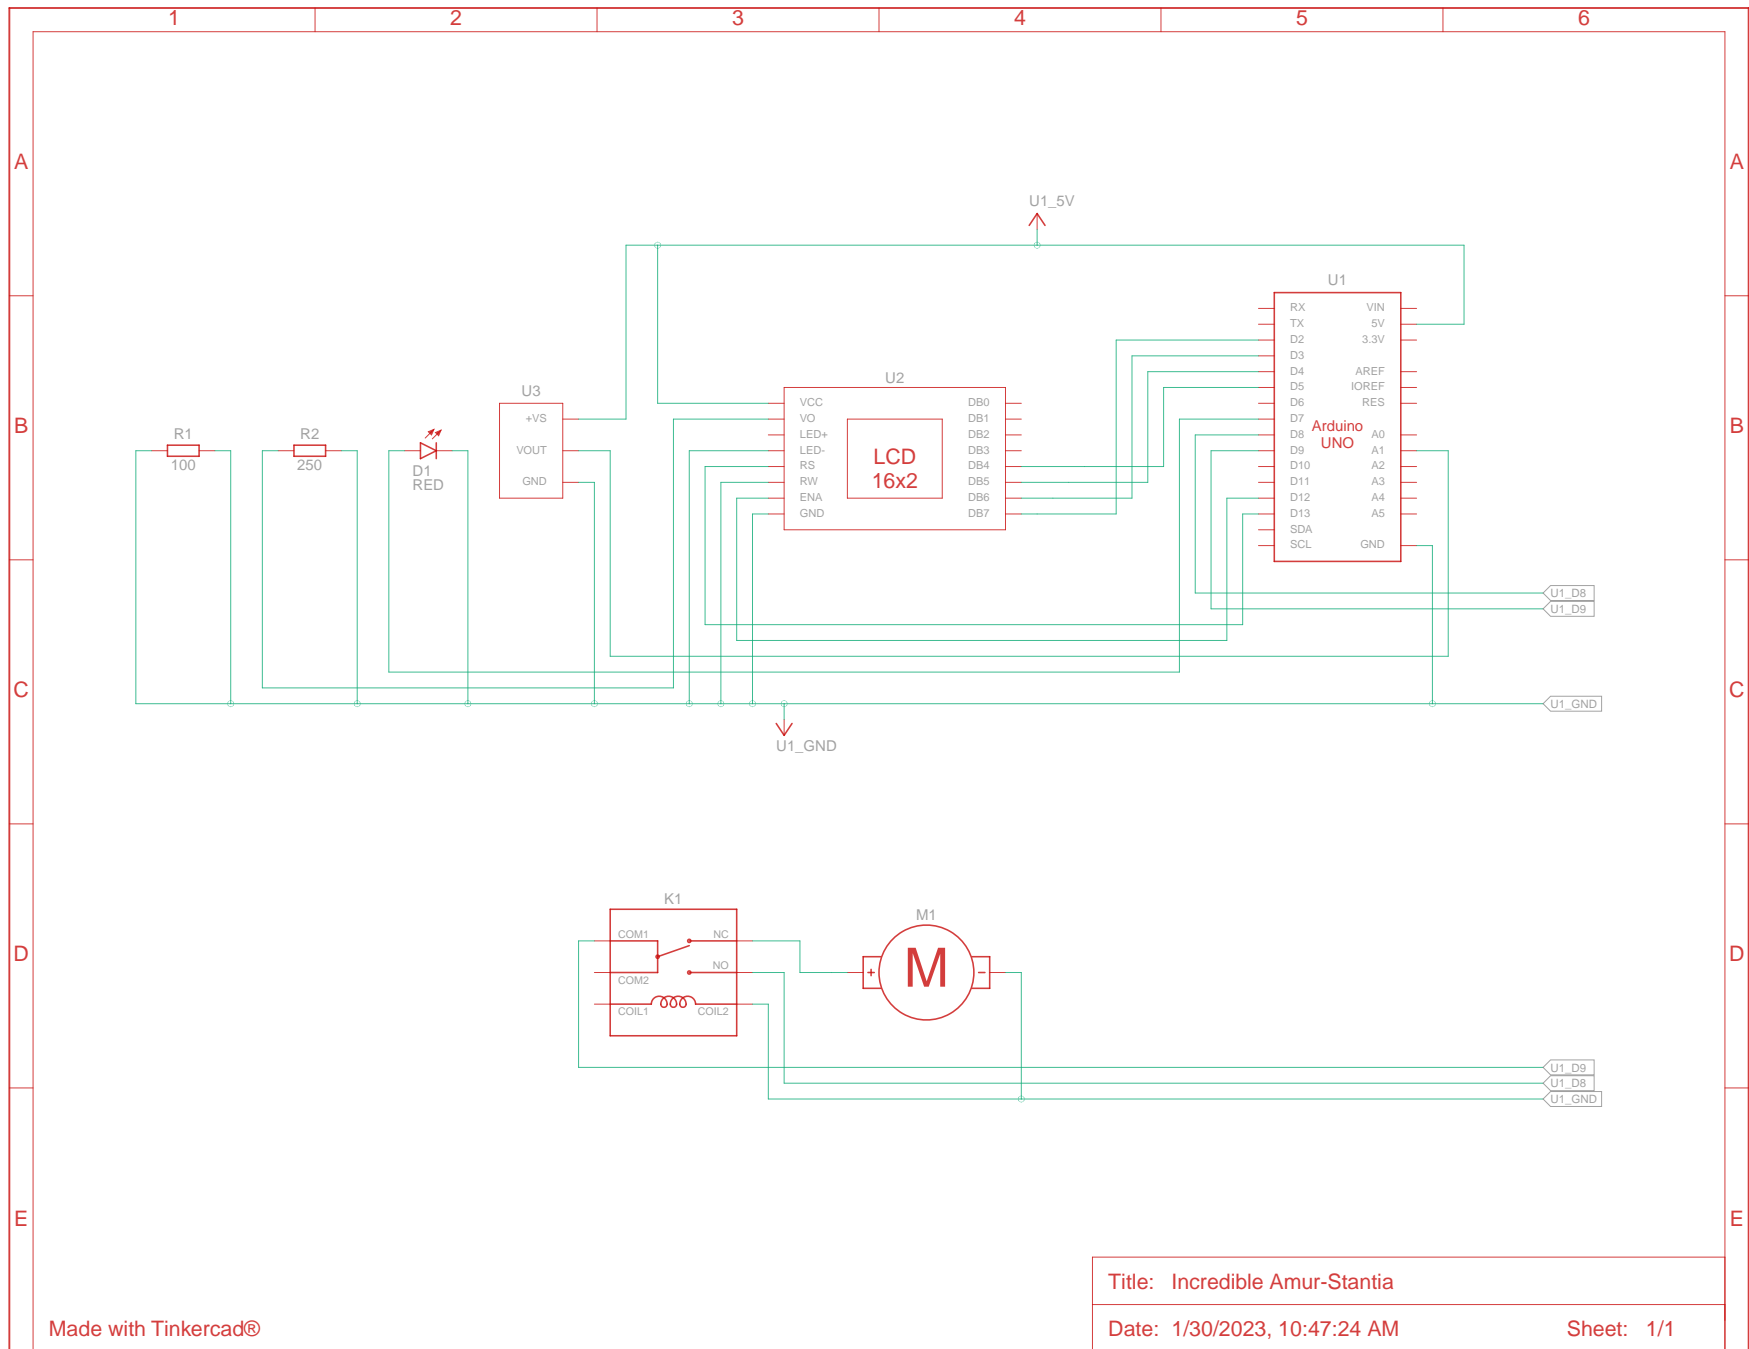 1 2 3 4 5 6
A A
U1_5V
U1
B B
RX VIN
TX 5V
D2 3.3V
D3
D4 AREF
D5 IOREF
D6 RES
D7
D8 A0
D9 A1
D10 A2
D11 A3
D12 A4
D13 A5
SDA
SCL GND
Arduino
UNO
U2
VCC DB0
VO DB1
LED+ DB2
LED- DB3
RS DB4
RW DB5
ENA DB6
GND DB7
LCD
16x2
U3
+VS
VOUT
GND
R1
100
R2
250
D1
RED
U1_D8
U1_D9
C C
U1_GND
U1_GND
D D
K1
COM1 NC
NO
COM2
COIL1 COIL2
M1
+ M -
U1_D9
U1_D8
U1_GND
E E
Title: Incredible Amur-Stantia
Made with Tinkercad®
Date: 1/30/2023, 10:47:24 AM Sheet: 1/1